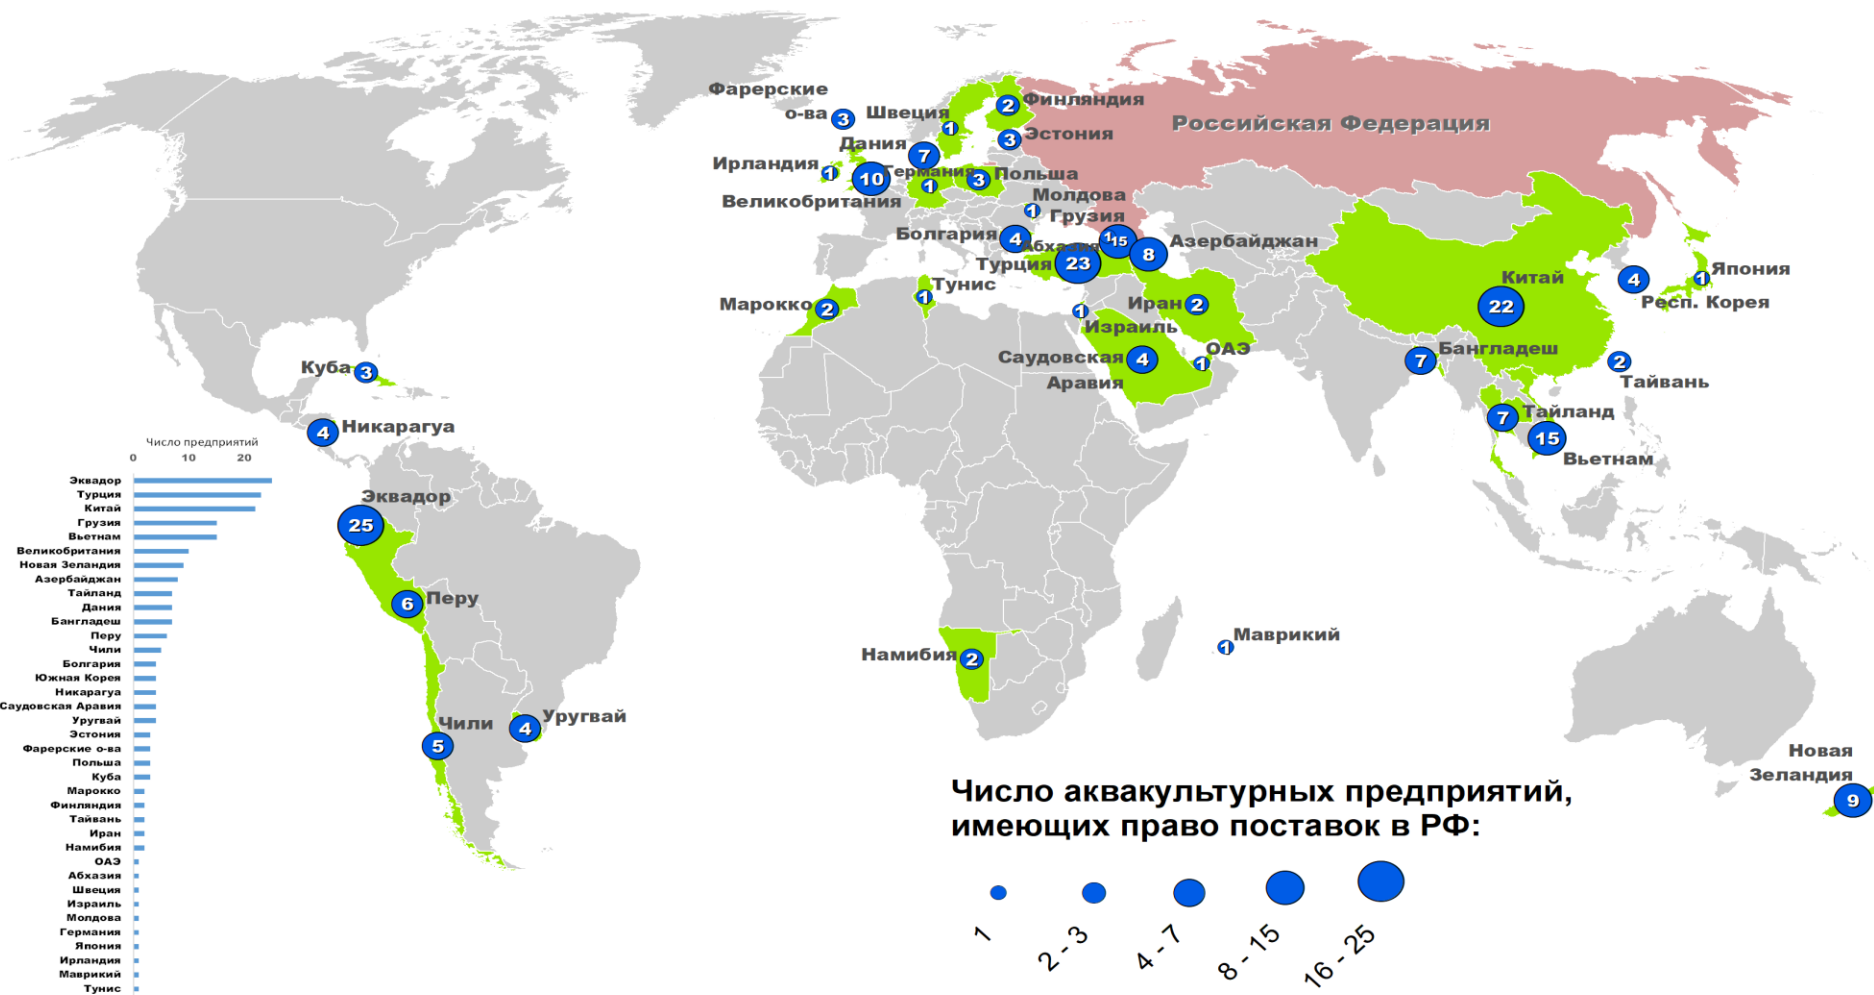 Фарерские
о-ва
3
Швеция
1
2
Финляндия
3
Эстония
Российская Федерация
Дания
7
Ирландия
1
10
Германия
1
3
Польша
Великобритания
Молдова
1
Грузия
Болгария
4
Абхазия
1
15
Азербайджан
8
Турция
23
Тунис
1
Марокко
2
Иран
2
1
Израиль
Саудовская
Аравия
4
ОАЭ
1
Китай
22
4
Респ. Корея
Япония
1
Бангладеш
7
2
Тайвань
Тайланд
7
15
Вьетнам
Куба
3
4
Никарагуа
Эквадор
25
6
Перу
Чили
5
4
Уругвай
Намибия
2
Маврикий
1
Новая
Зеландия
9
Число предприятий
0 10 20
Эквадор
Турция
Китай
Грузия
Вьетнам
Великобритания
Новая Зеландия
Азербайджан
Тайланд
Дания
Бангладеш
Перу
Чили
Болгария
Южная Корея
Никарагуа
Саудовская Аравия
Уругвай
Эстония
Фарерские о-ва
Польша
Куба
Марокко
Финляндия
Тайвань
Иран
Намибия
ОАЭ
Абхазия
Швеция
Израиль
Молдова
Германия
Япония
Ирландия
Маврикий
Тунис
Число аквакультурных предприятий,
имеющих право поставок в РФ:
1
2 - 3
4 - 7
8 - 15
16 - 25